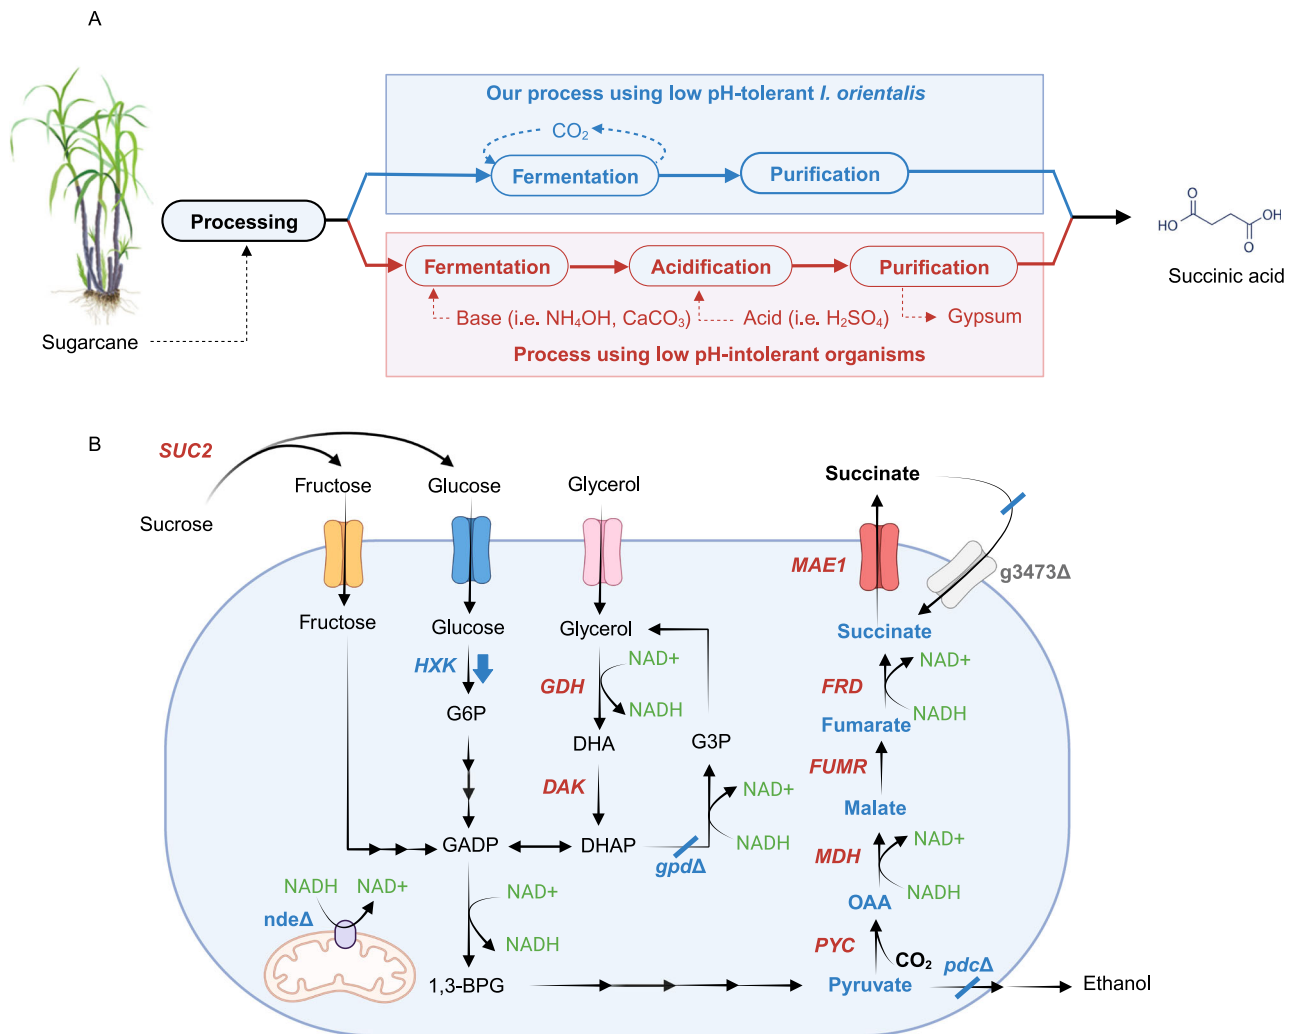 A
Our process using low pH-tolerant I. orientalis
CO₂
Fermentation
Purification
Processing
Fermentation
Acidification
Purification
Base (i.e. NH₄OH, CaCO₃)
Acid (i.e. H₂SO₄)
Gypsum
Process using low pH-intolerant organisms
Sugarcane
HO
O
O
OH
Succinic acid
B
SUC2
Sucrose
Fructose
Glucose
Glycerol
Succinate
MAE1
g3473Δ
Fructose
Glucose
Glycerol
Succinate
HXK
GDH
NAD+
NADH
FRD
NAD+
NADH
G6P
DHA
G3P
Fumarate
DAK
FUMR
NAD+
NADH
Malate
GADP
DHAP
gpdΔ
MDH
NAD+
NADH
NADH
NAD+
ndeΔ
NAD+
NADH
OAA
PYC
CO₂
1,3-BPG
Pyruvate
pdcΔ
Ethanol